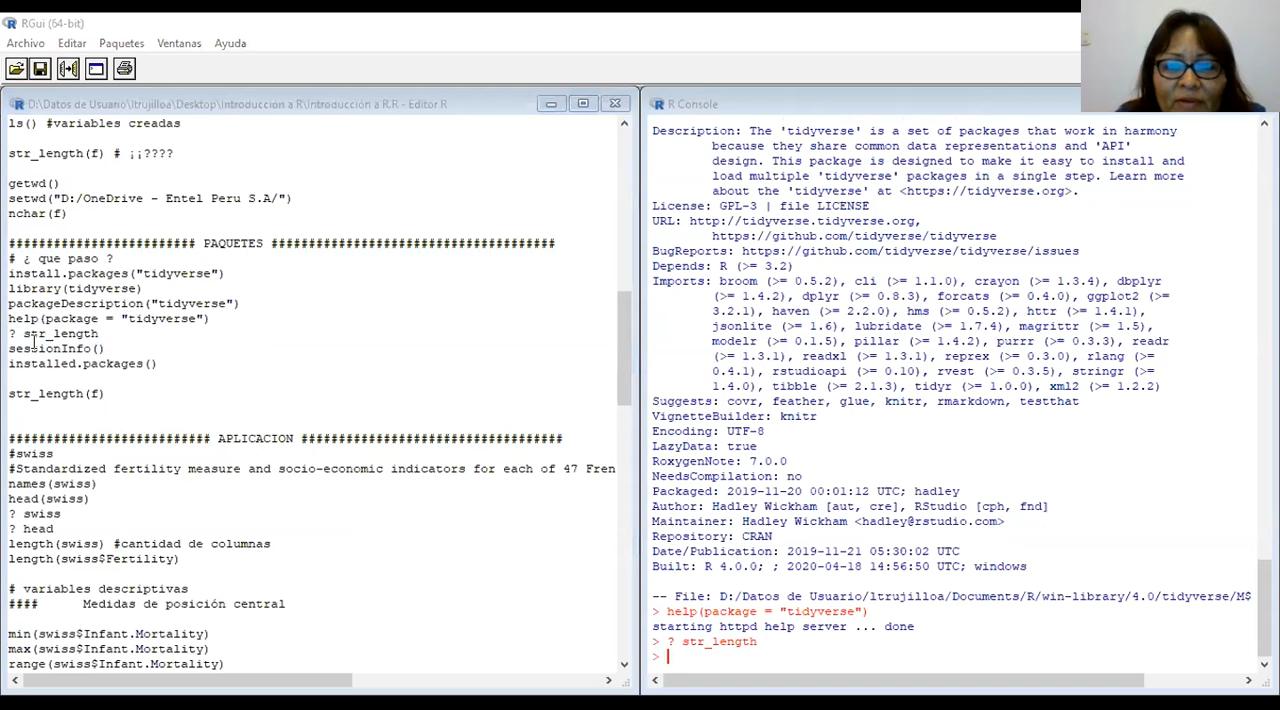 RGui (64-bit)
Archivo Editar Paquetes Ventanas Ayuda
D:\Datos de Usuario\ltrujilloa\Desktop\Introducción a R\Introducción a R.R - Editor R
ls() #variables creadas
str_length(f) # ¡¡????
getwd()
setwd("D:/OneDrive - Entel Peru S.A/")
nchar(f)
######################### PAQUETES ######################################
# ¿ que paso ?
install.packages("tidyverse")
library(tidyverse)
packageDescription("tidyverse")
help(package = "tidyverse")
? str_length
sessionInfo()
installed.packages()
str_length(f)
########################### APLICACION ###################################
#swiss
#Standardized fertility measure and socio-economic indicators for each of 47 Fren
names(swiss)
head(swiss)
? swiss
? head
length(swiss) #cantidad de columnas
length(swiss$Fertility)
# variables descriptivas
#### Medidas de posición central
min(swiss$Infant.Mortality)
max(swiss$Infant.Mortality)
range(swiss$Infant.Mortality)
R Console
Description: The 'tidyverse' is a set of packages that work in harmony
because they share common data representations and 'API'
design. This package is designed to make it easy to install and
load multiple 'tidyverse' packages in a single step. Learn more
about the 'tidyverse' at <https://tidyverse.org>.
License: GPL-3 | file LICENSE
URL: http://tidyverse.tidyverse.org,
https://github.com/tidyverse/tidyverse
BugReports: https://github.com/tidyverse/tidyverse/issues
Depends: R (>= 3.2)
Imports: broom (>= 0.5.2), cli (>= 1.1.0), crayon (>= 1.3.4), dbplyr
(>= 1.4.2), dplyr (>= 0.8.3), forcats (>= 0.4.0), ggplot2 (>=
3.2.1), haven (>= 2.2.0), hms (>= 0.5.2), httr (>= 1.4.1),
jsonlite (>= 1.6), lubridate (>= 1.7.4), magrittr (>= 1.5),
modelr (>= 0.1.5), pillar (>= 1.4.2), purrr (>= 0.3.3), readr
(>= 1.3.1), readxl (>= 1.3.1), reprex (>= 0.3.0), rlang (>=
0.4.1), rstudioapi (>= 0.10), rvest (>= 0.3.5), stringr (>=
1.4.0), tibble (>= 2.1.3), tidyr (>= 1.0.0), xml2 (>= 1.2.2)
Suggests: covr, feather, glue, knitr, rmarkdown, testthat
VignetteBuilder: knitr
Encoding: UTF-8
LazyData: true
RoxygenNote: 7.0.0
NeedsCompilation: no
Packaged: 2019-11-20 00:01:12 UTC; hadley
Author: Hadley Wickham [aut, cre], RStudio [cph, fnd]
Maintainer: Hadley Wickham <hadley@rstudio.com>
Repository: CRAN
Date/Publication: 2019-11-21 05:30:02 UTC
Built: R 4.0.0; ; 2020-04-18 14:56:50 UTC; windows
-- File: D:/Datos de Usuario/ltrujilloa/Documents/R/win-library/4.0/tidyverse/M$
> help(package = "tidyverse")
starting httpd help server ... done
> ? str_length
>